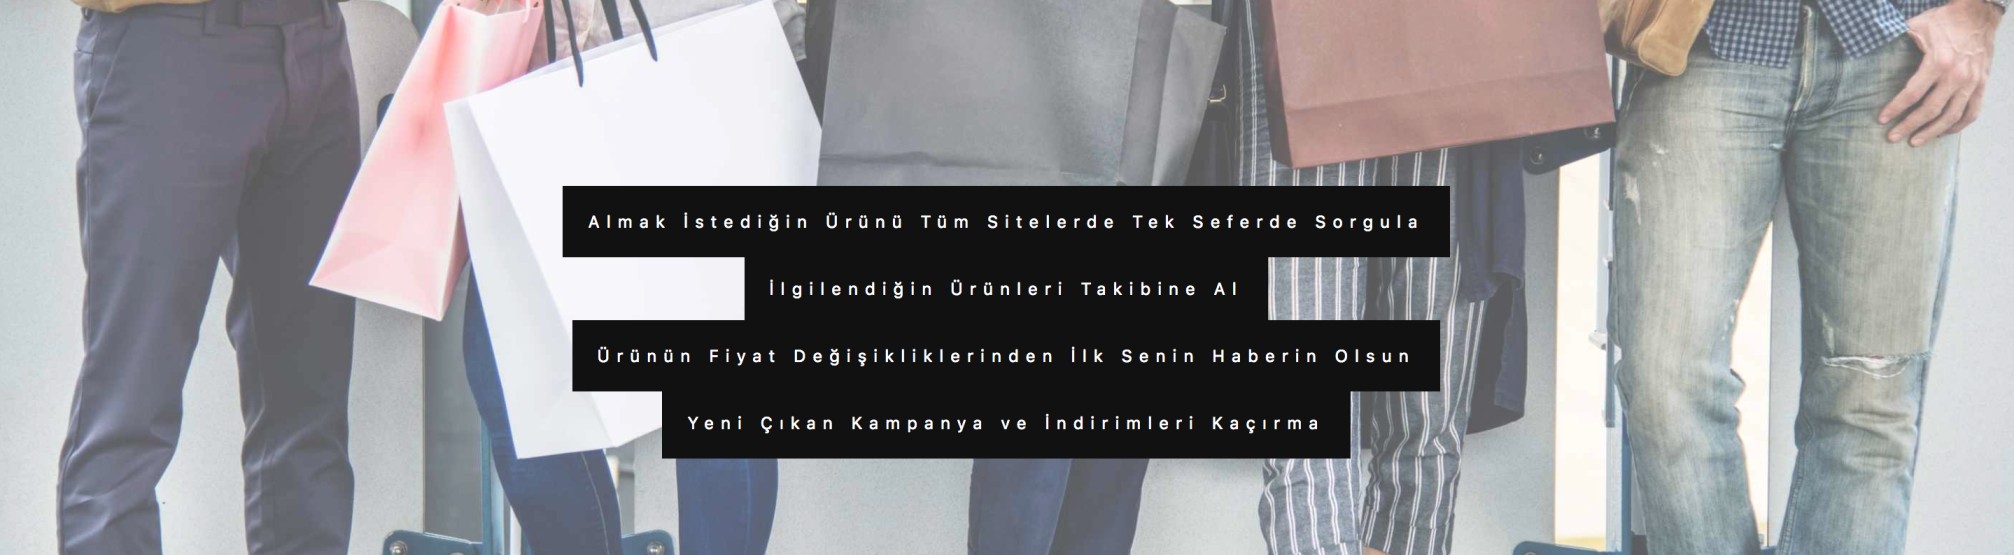 Almak İstediğin Ürünü Tüm Sitelerde Tek Seferde Sorgula
İlgilendiğin Ürünleri Takibine Al
Ürünün Fiyat Değişikliklerinden İlk Senin Haberin Olsun
Yeni Çıkan Kampanya ve İndirimleri Kaçırma